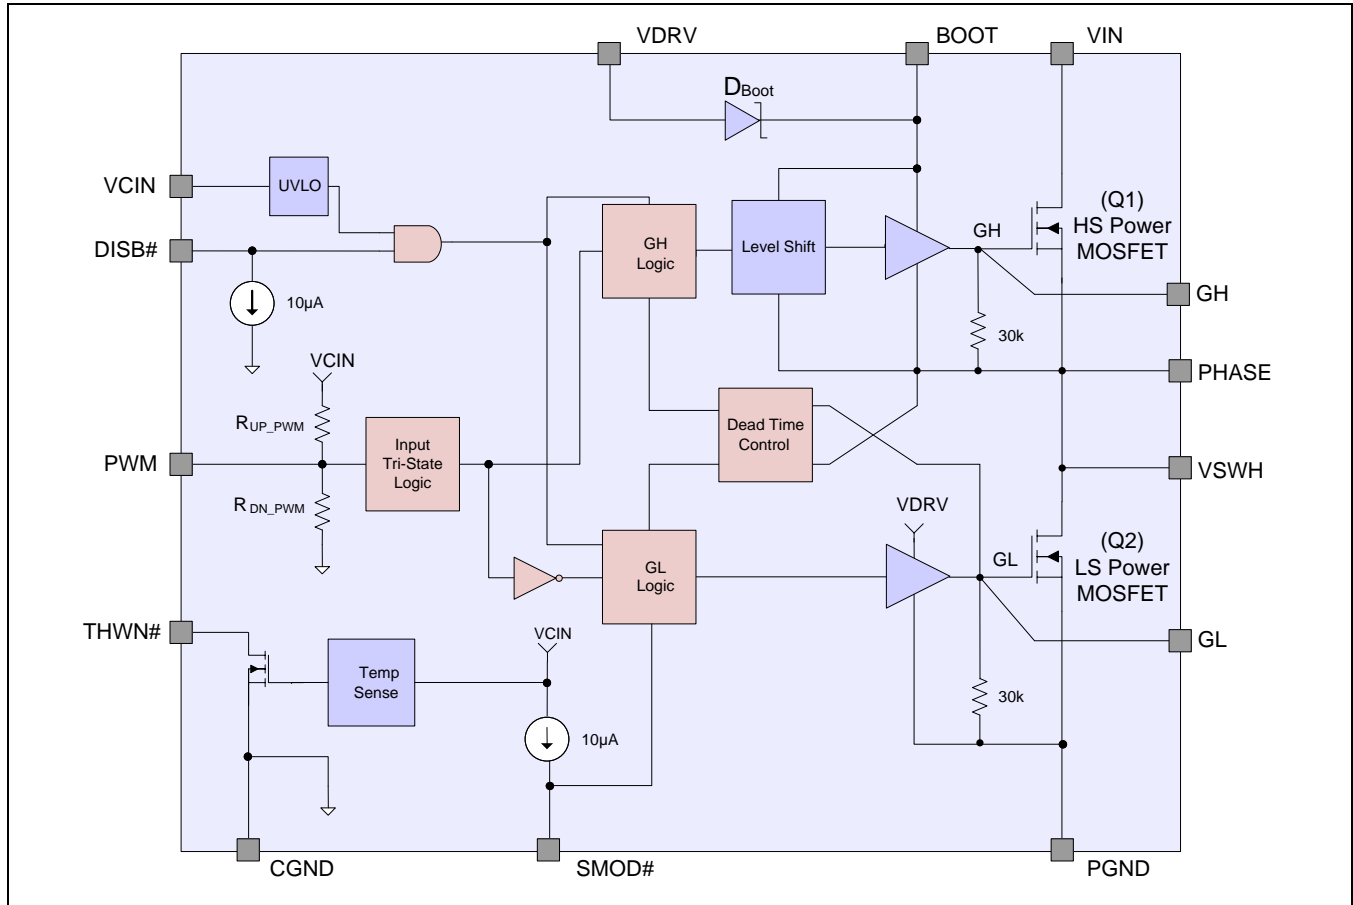 VDRV
BOOT
VIN
DBoot
VCIN
UVLO
DISB#
10µA
GH
Logic
Level Shift
GH
(Q1)
HS Power
MOSFET
GH
30k
VCIN
PHASE
RUP_PWM
Dead Time
Control
Input
Tri-State
Logic
PWM
VSWH
RDN_PWM
VDRV
GL
Logic
GL
(Q2)
LS Power
MOSFET
THWN#
VCIN
GL
Temp
Sense
30k
10µA
CGND
SMOD#
PGND